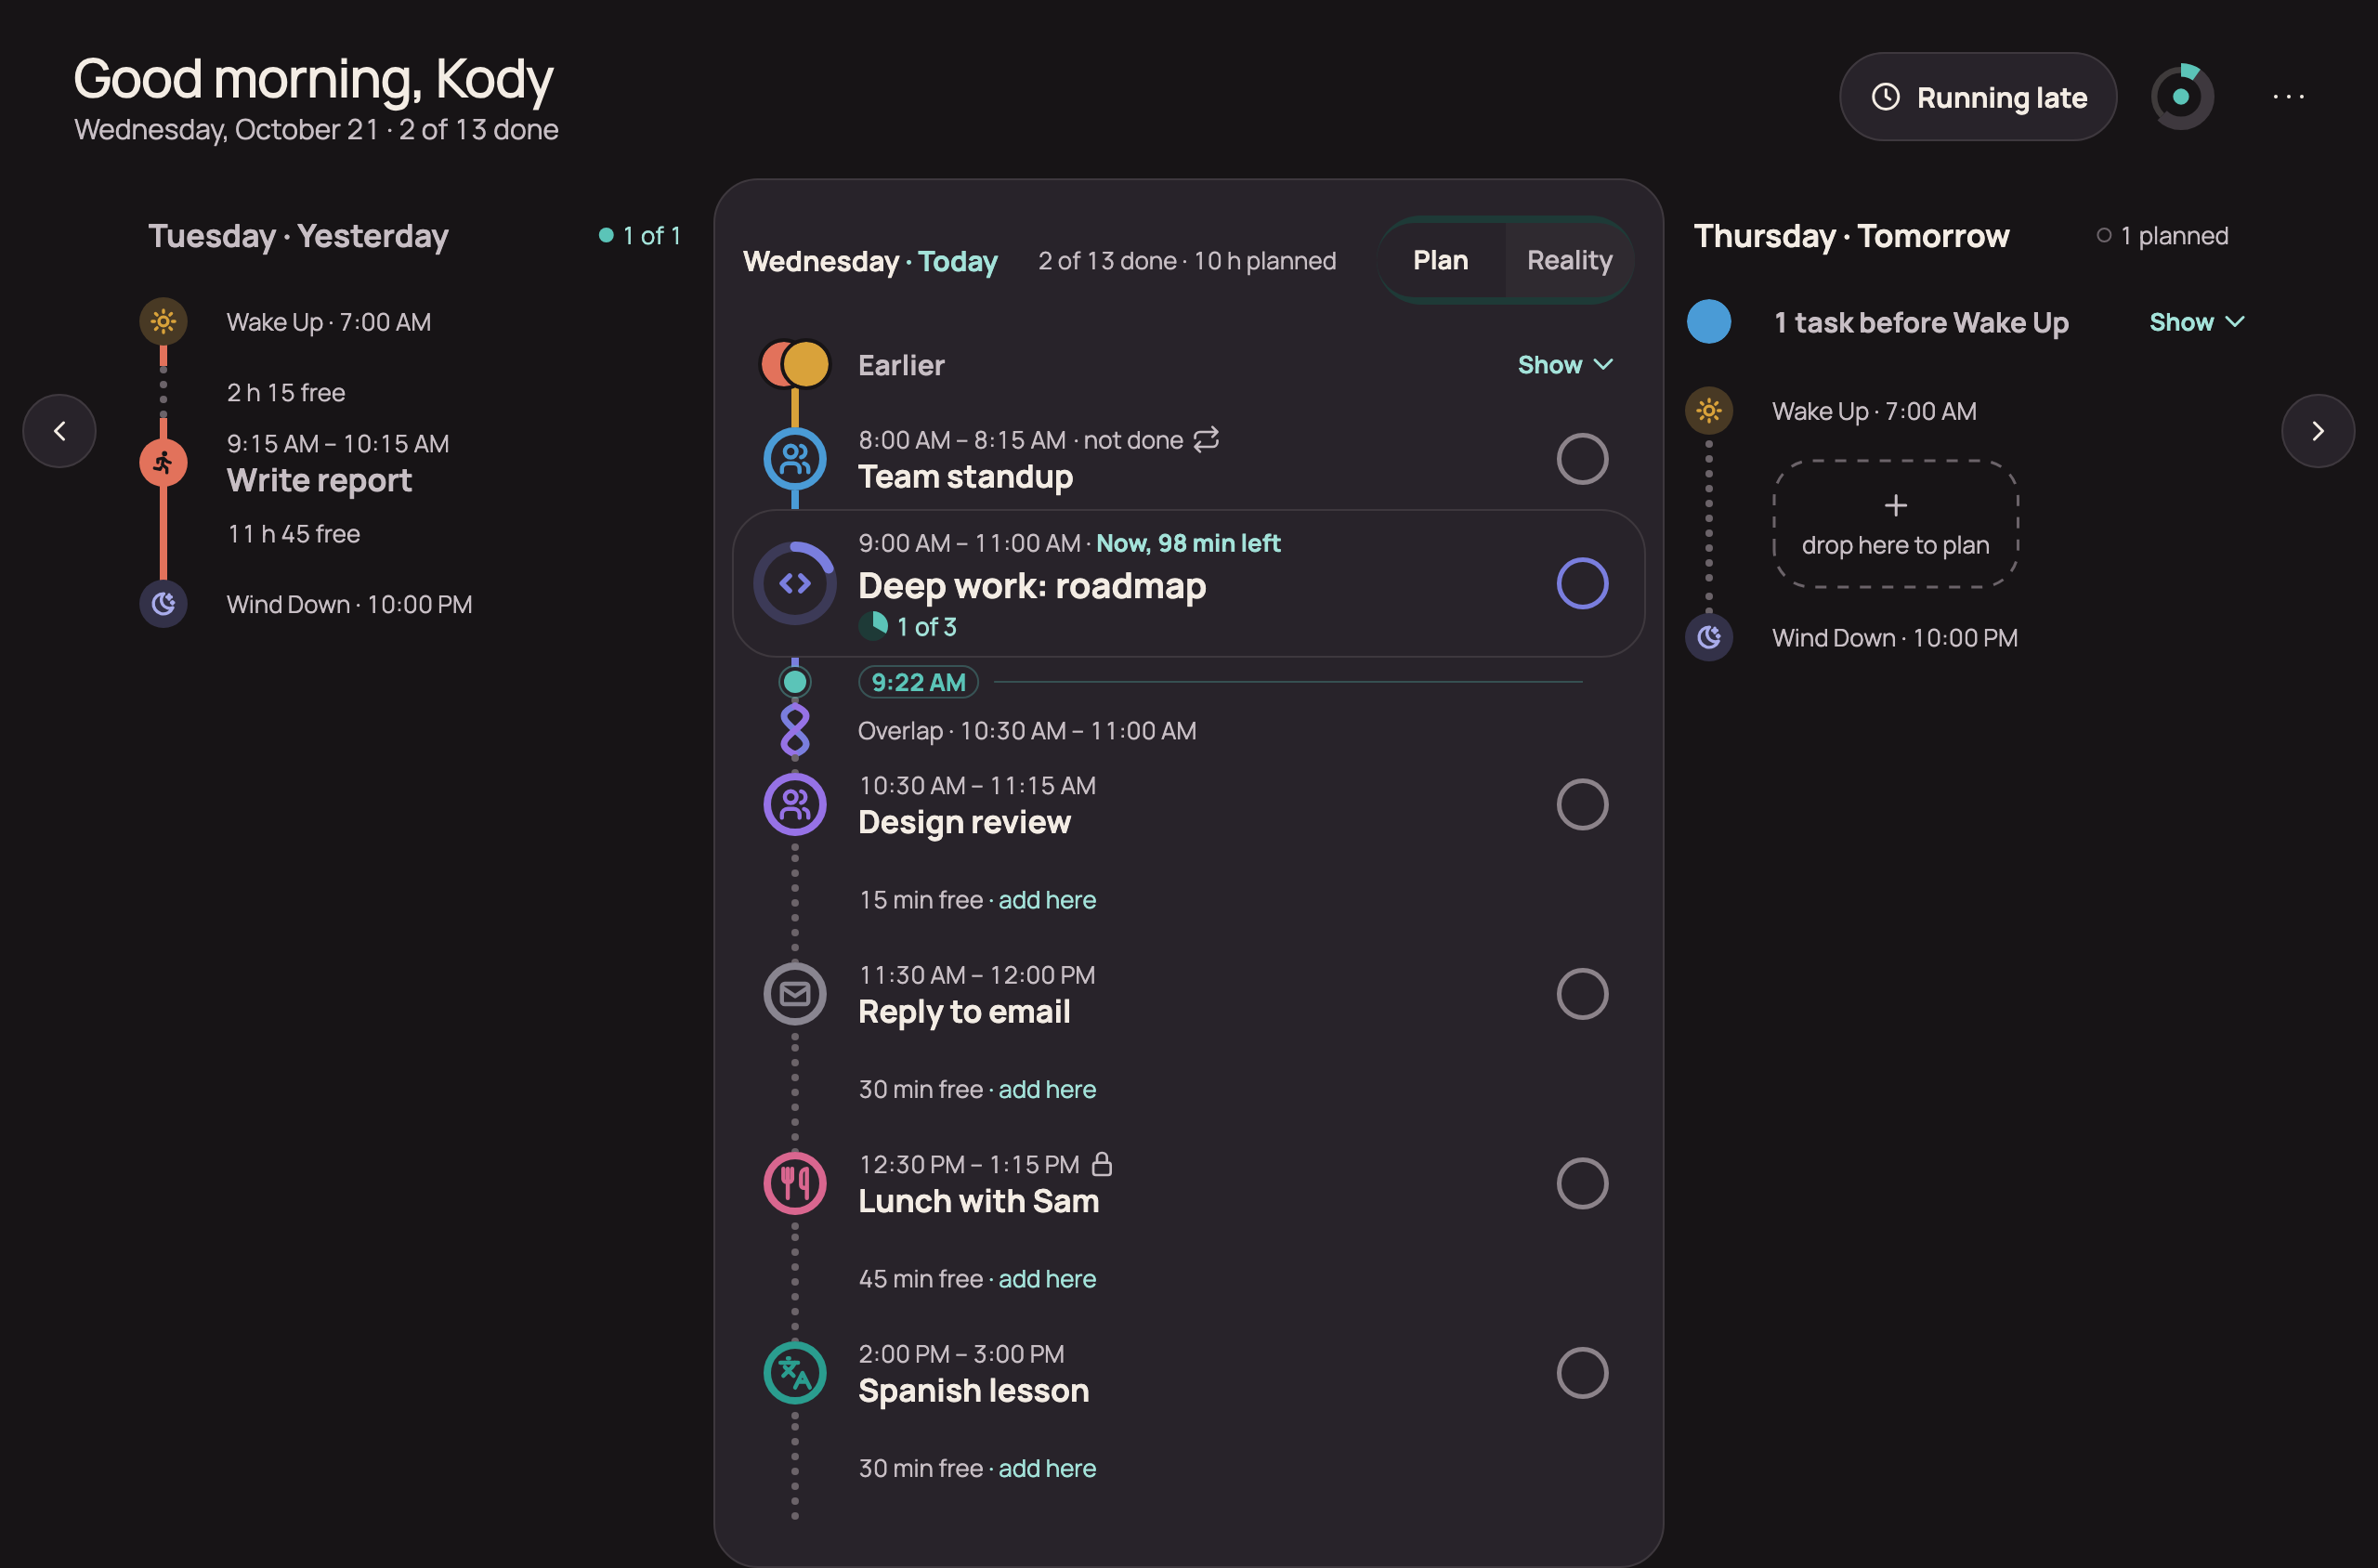 Good morning, Kody
Wednesday, October 21 · 2 of 13 done
Running late
Tuesday · Yesterday
1 of 1
Wake Up · 7:00 AM
2 h 15 free
9:15 AM – 10:15 AM
Write report
11 h 45 free
Wind Down · 10:00 PM
Wednesday · Today
2 of 13 done · 10 h planned
Plan
Reality
Earlier
Show
8:00 AM – 8:15 AM · not done
Team standup
9:00 AM – 11:00 AM · Now, 98 min left
Deep work: roadmap
1 of 3
9:22 AM
Overlap · 10:30 AM – 11:00 AM
10:30 AM – 11:15 AM
Design review
15 min free · add here
11:30 AM – 12:00 PM
Reply to email
30 min free · add here
12:30 PM – 1:15 PM
Lunch with Sam
45 min free · add here
2:00 PM – 3:00 PM
Spanish lesson
30 min free · add here
Thursday · Tomorrow
1 planned
1 task before Wake Up
Show
Wake Up · 7:00 AM
drop here to plan
Wind Down · 10:00 PM